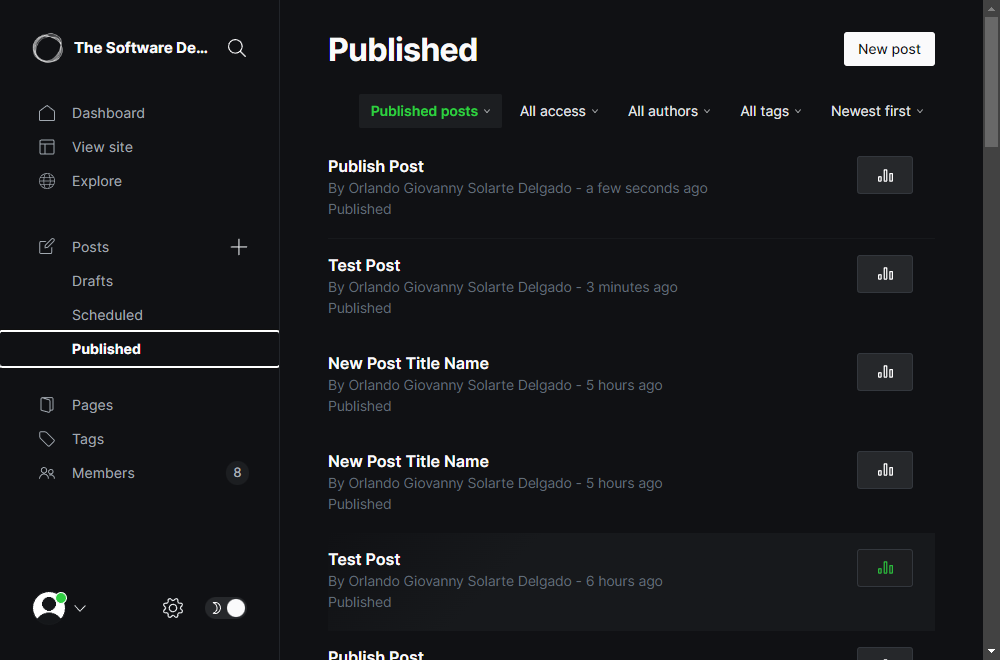 The Software De...
Dashboard
View site
Explore
Posts
Drafts
Scheduled
Published
Pages
Tags
Members 8
Published
New post
Published posts All access All authors All tags Newest first
Publish Post
By Orlando Giovanny Solarte Delgado - a few seconds ago
Published
Test Post
By Orlando Giovanny Solarte Delgado - 3 minutes ago
Published
New Post Title Name
By Orlando Giovanny Solarte Delgado - 5 hours ago
Published
New Post Title Name
By Orlando Giovanny Solarte Delgado - 5 hours ago
Published
Test Post
By Orlando Giovanny Solarte Delgado - 6 hours ago
Published
Publish Post